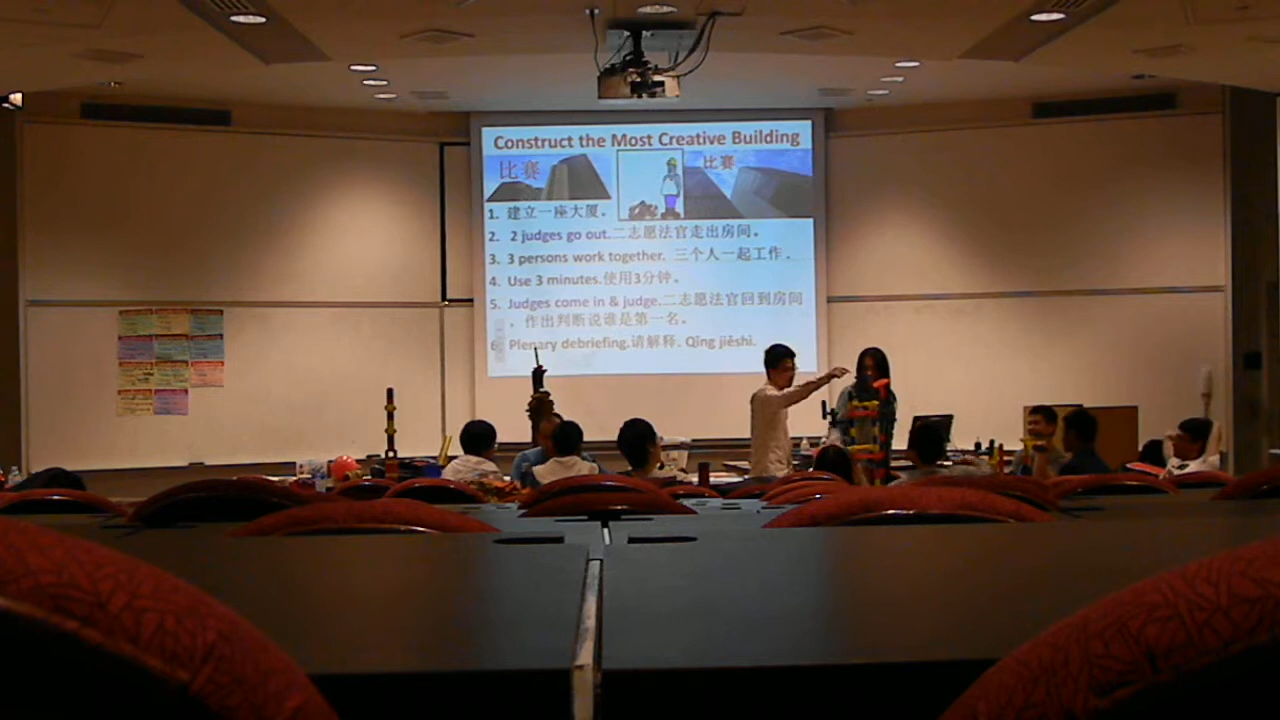 Construct the Most Creative Building
比赛
比赛
1. 建立一座大厦。
2. 2 judges go out.二志愿法官走出房间。
3. 3 persons work together. 三个人一起工作.
4. Use 3 minutes.使用3分钟。
5. Judges come in & judge.二志愿法官回到房间
，作出判断说谁是第一名。
6 Plenary debriefing.请解释. Qǐng jiěshì.